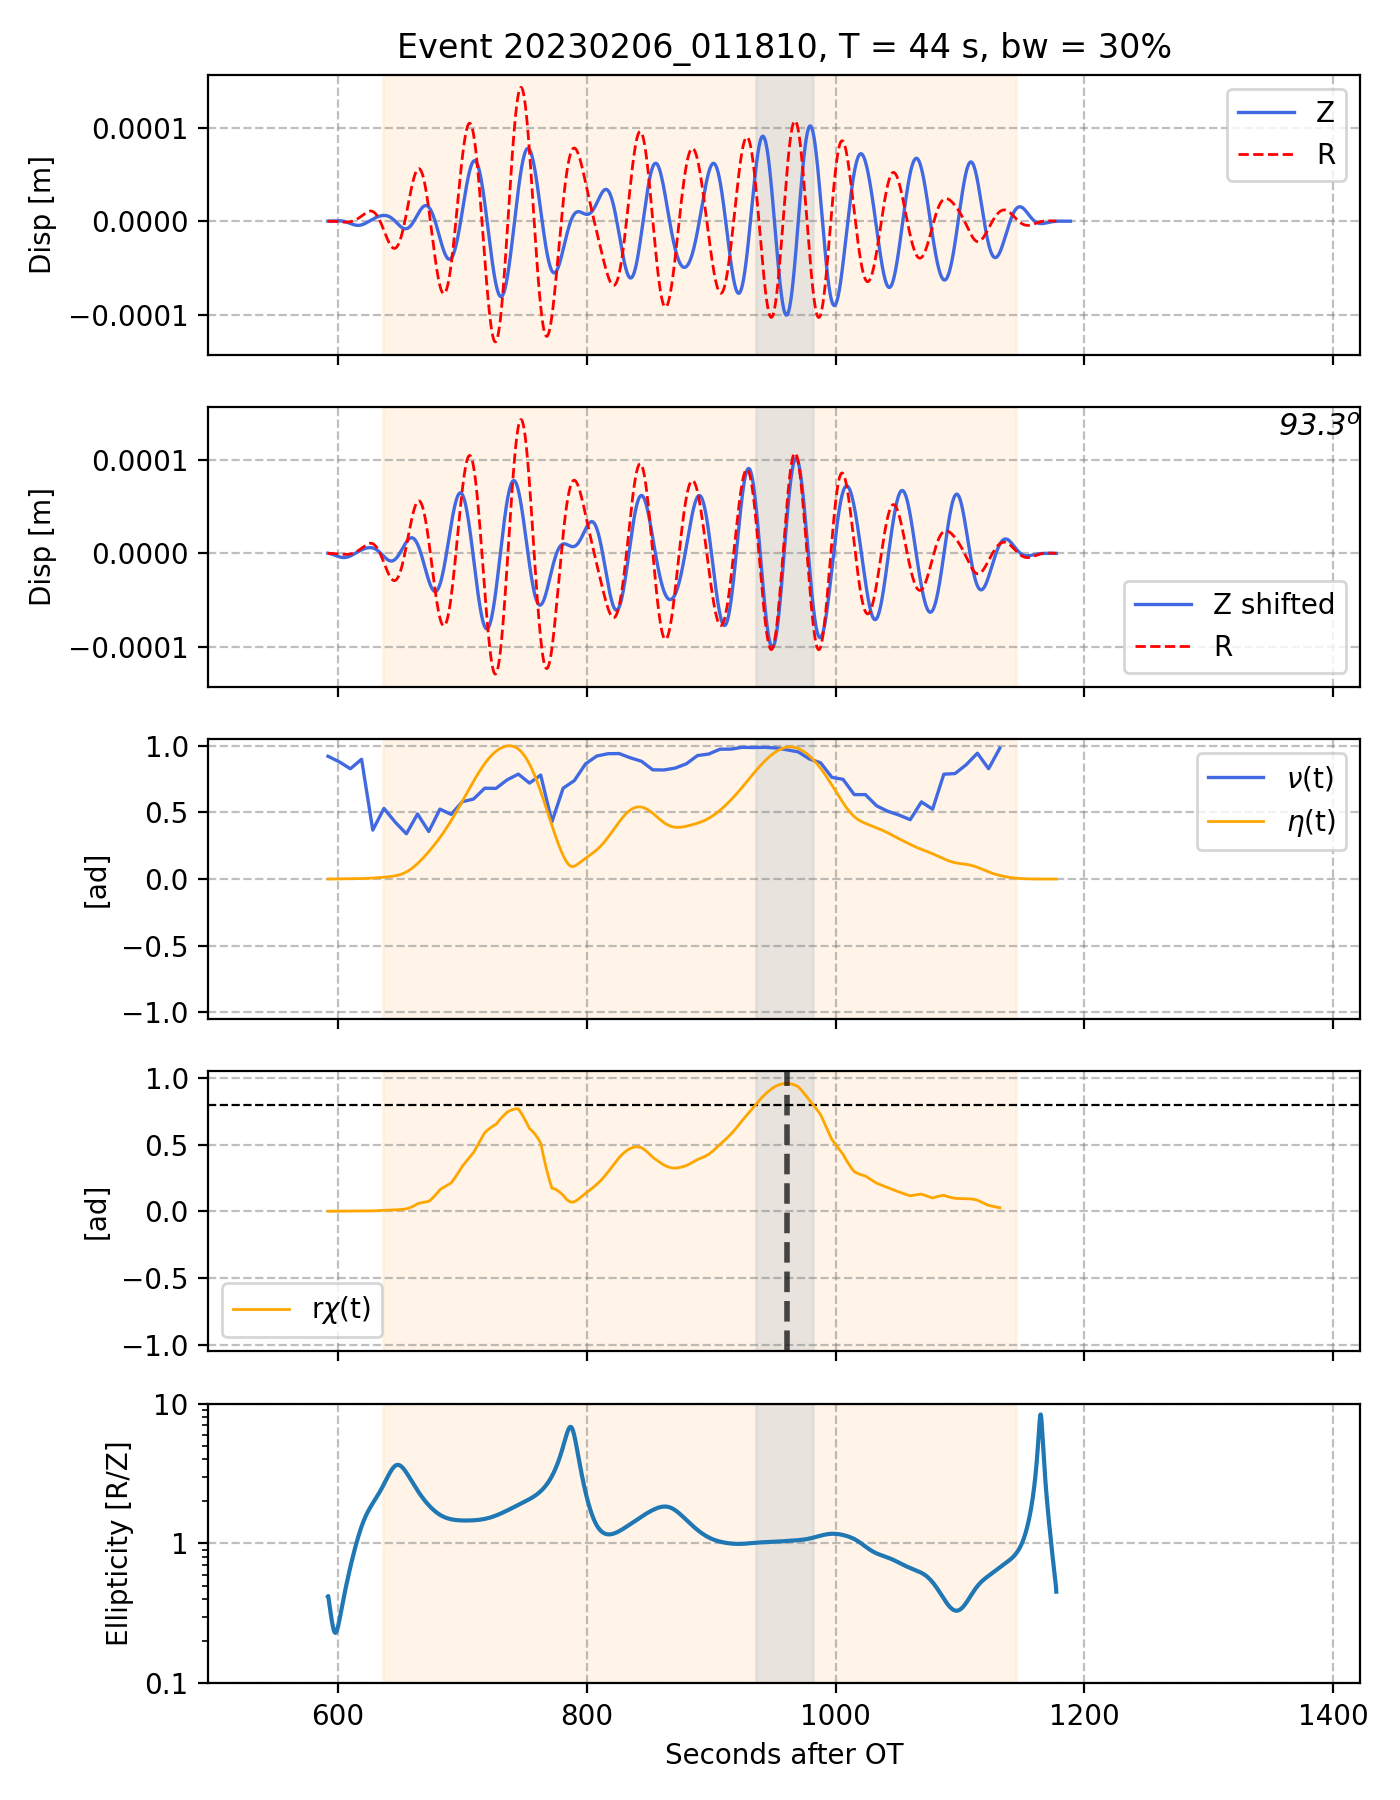 Event 20230206_011810, T = 44 s, bw = 30%
Disp [m]
0.0001
0.0000
−0.0001
Z
R
Disp [m]
0.0001
0.0000
−0.0001
93.3º
Z shifted
R
[ad]
1.0
0.5
0.0
−0.5
−1.0
ν(t)
η(t)
[ad]
1.0
0.5
0.0
−0.5
−1.0
rχ(t)
Ellipticity [R/Z]
10
1
0.1
600 800 1000 1200 1400
Seconds after OT